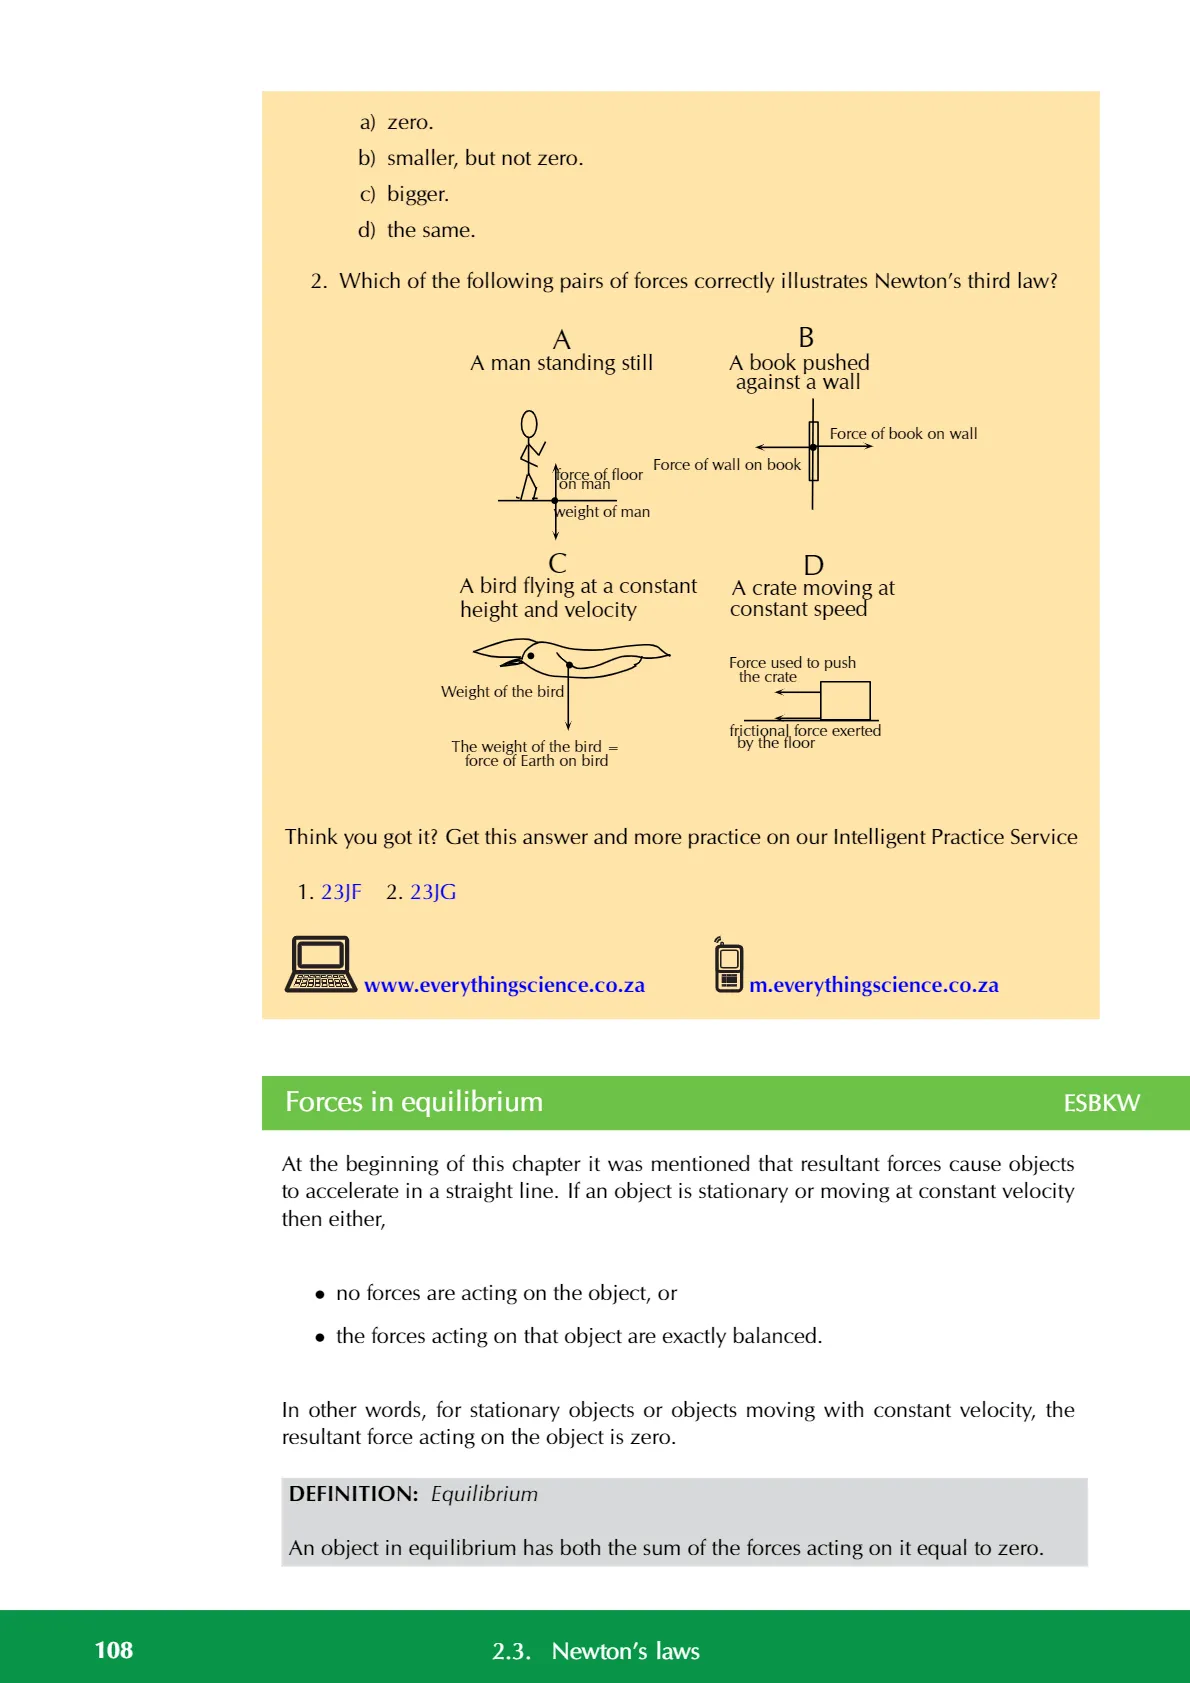 a) zero.
b) smaller, but not zero.
c) bigger.
d) the same.
2. Which of the following pairs of forces correctly illustrates Newton’s third law?
A
A man standing still
force of floor
on man
weight of man
B
A book pushed
against a wall
Force of book on wall
Force of wall on book
C
A bird flying at a constant
height and velocity
Weight of the bird
The weight of the bird =
force of Earth on bird
D
A crate moving at
constant speed
Force used to push
the crate
frictional force exerted
by the floor
Think you got it? Get this answer and more practice on our Intelligent Practice Service
1. 23JF 2. 23JG
www.everythingscience.co.za m.everythingscience.co.za
Forces in equilibrium ESBKW
At the beginning of this chapter it was mentioned that resultant forces cause objects
to accelerate in a straight line. If an object is stationary or moving at constant velocity
then either,
• no forces are acting on the object, or
• the forces acting on that object are exactly balanced.
In other words, for stationary objects or objects moving with constant velocity, the
resultant force acting on the object is zero.
DEFINITION: Equilibrium
An object in equilibrium has both the sum of the forces acting on it equal to zero.
108 2.3. Newton’s laws